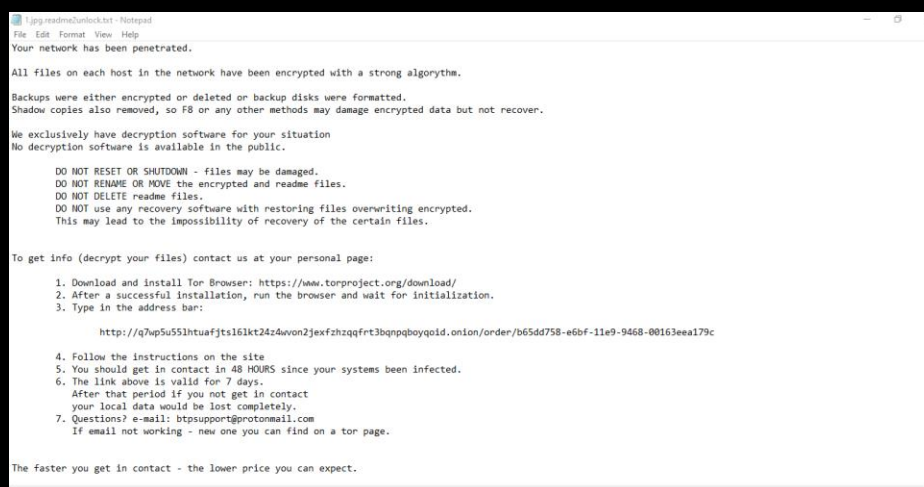 1.jpg.readme2unlock.txt - Notepad
File Edit Format View Help
Your network has been penetrated.
All files on each host in the network have been encrypted with a strong algorythm.
Backups were either encrypted or deleted or backup disks were formatted.
Shadow copies also removed, so F8 or any other methods may damage encrypted data but not recover.
We exclusively have decryption software for your situation
No decryption software is available in the public.
DO NOT RESET OR SHUTDOWN - files may be damaged.
DO NOT RENAME OR MOVE the encrypted and readme files.
DO NOT DELETE readme files.
DO NOT use any recovery software with restoring files overwriting encrypted.
This may lead to the impossibility of recovery of the certain files.
To get info (decrypt your files) contact us at your personal page:
1. Download and install Tor Browser: https://www.torproject.org/download/
2. After a successful installation, run the browser and wait for initialization.
3. Type in the address bar:
http://q7wp5u55lhtuafjtsl6lkt24z4wvon2jexfzhzqqfrt3bqnpqboyqoid.onion/order/b65dd758-e6bf-11e9-9468-00163eea179c
4. Follow the instructions on the site
5. You should get in contact in 48 HOURS since your systems been infected.
6. The link above is valid for 7 days.
After that period if you not get in contact
your local data would be lost completely.
7. Questions? e-mail: btpsupport@protonmail.com
If email not working - new one you can find on a tor page.
The faster you get in contact - the lower price you can expect.